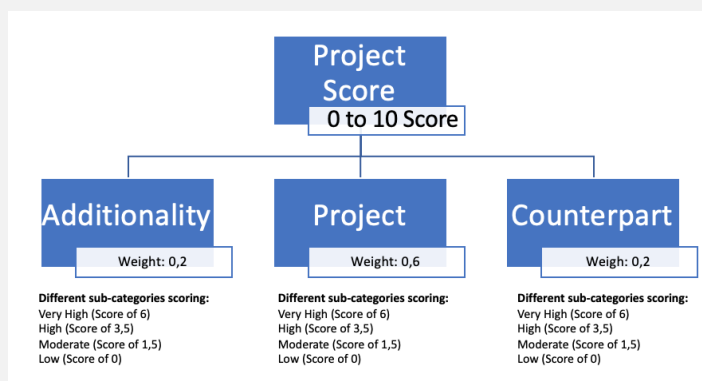 Project
Score
0 to 10 Score
Additionality
Weight: 0,2
Project
Weight: 0,6
Counterpart
Weigh: 0,2
Different sub-categories scoring:
Very High (Score of 6)
High (Score of 3,5)
Moderate (Score of 1,5)
Low (Score of 0)
Different sub-categories scoring:
Very High (Score of 6)
High (Score of 3,5)
Moderate (Score of 1,5)
Low (Score of 0)
Different sub-categories scoring:
Very High (Score of 6)
High (Score of 3,5)
Moderate (Score of 1,5)
Low (Score of 0)